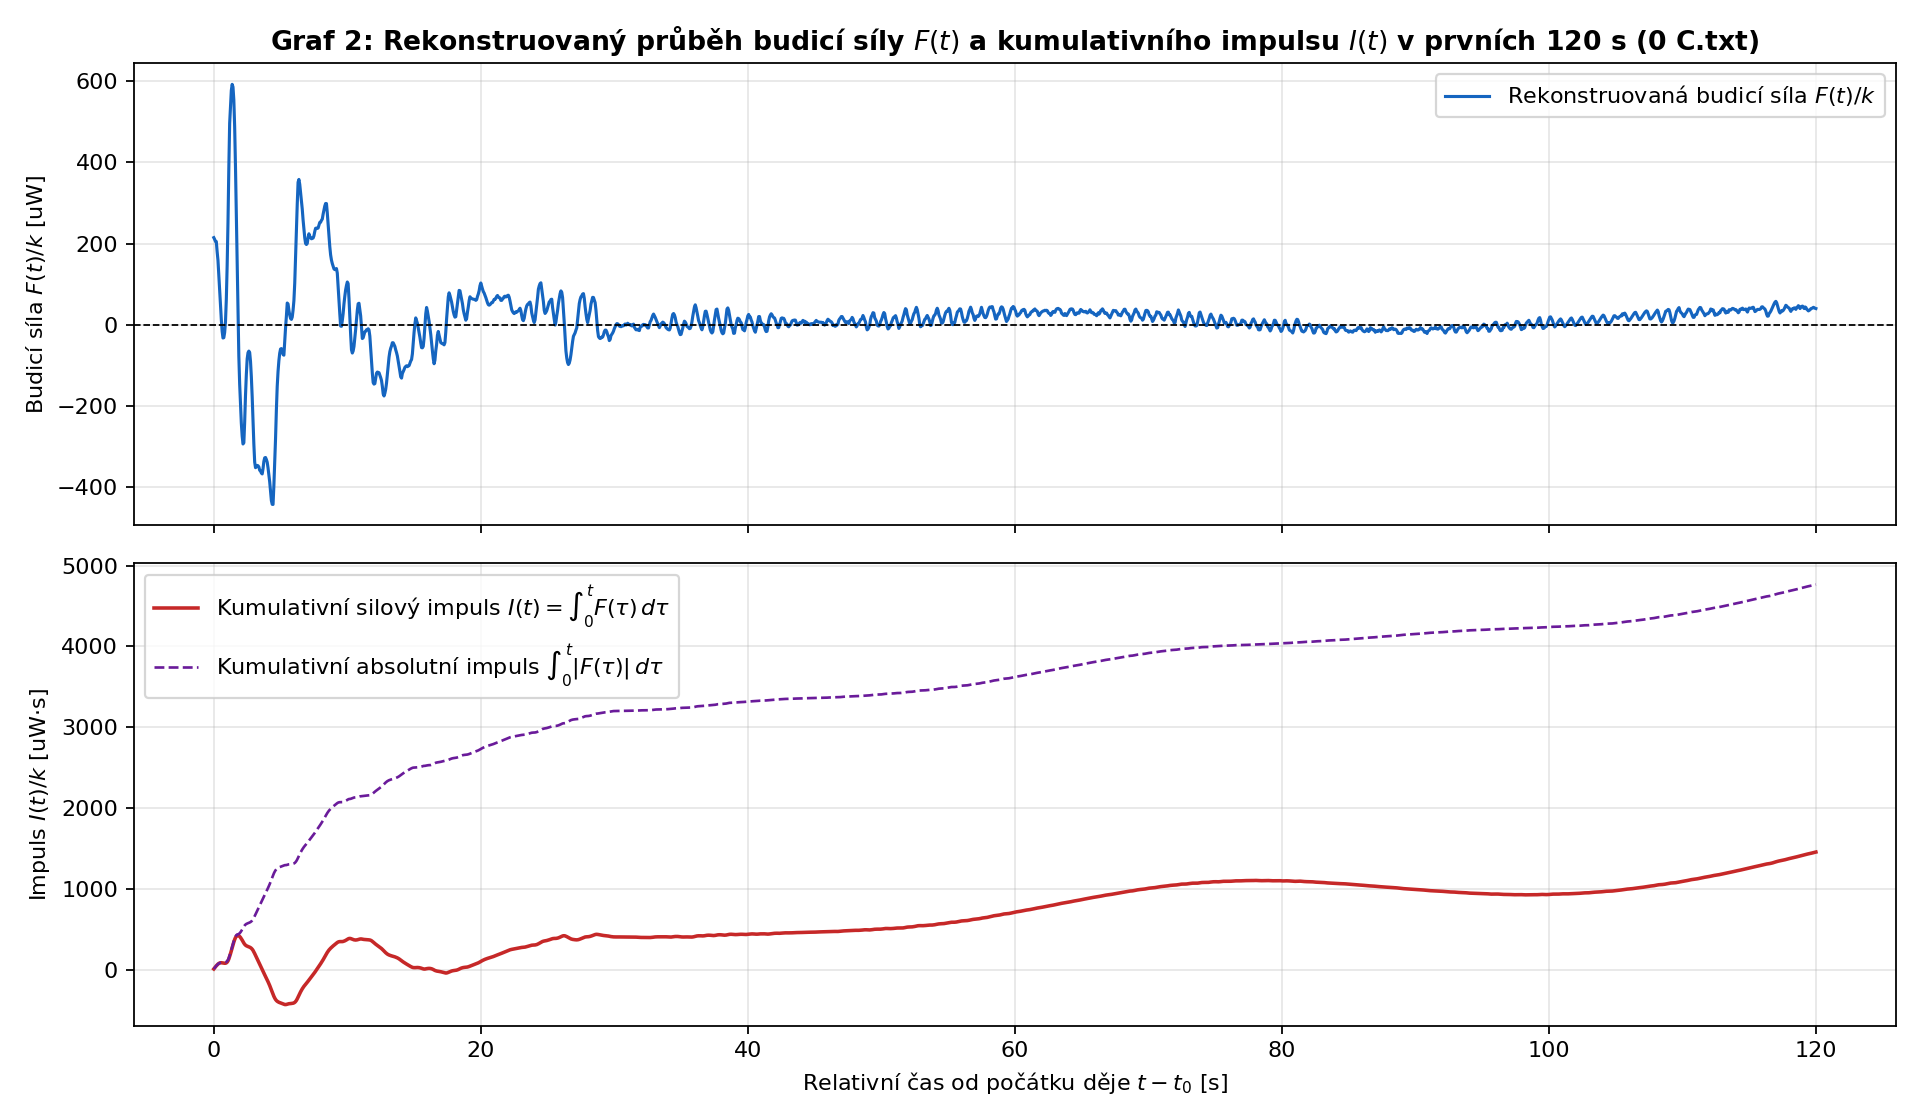 Graf 2: Rekonstruovaný průběh budicí síly F(t) a kumulativního impulsu I(t) v prvních 120 s (0 C.txt)
Rekonstruovaná budicí síla F(t)/k
Budicí síla F(t)/k [uW]
600
400
200
0
−200
−400
Kumulativní silový impuls I(t) = ∫₀ᵗ F(τ) dτ
Kumulativní absolutní impuls ∫₀ᵗ |F(τ)| dτ
Impuls I(t)/k [uW·s]
5000
4000
3000
2000
1000
0
0 20 40 60 80 100 120
Relativní čas od počátku děje t − t₀ [s]